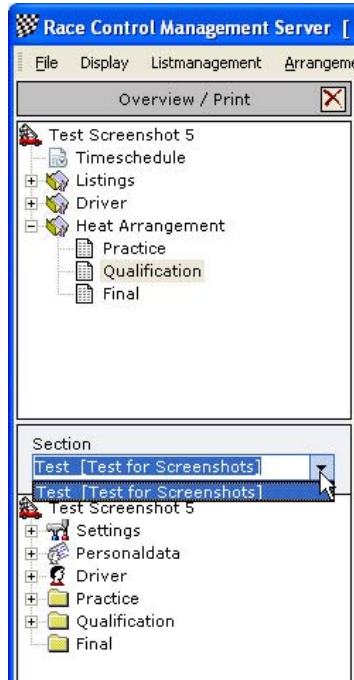 Race Control Management Server [
File Display Listmanagement Arrangeme
Overview / Print
Test Screenshot 5
Timeschedule
Listings
Driver
Heat Arrangement
Practice
Qualification
Final
Section
Test [Test for Screenshots]
Test [Test for Screenshots]
Test Screenshot 5
Settings
Personaldata
Driver
Practice
Qualification
Final